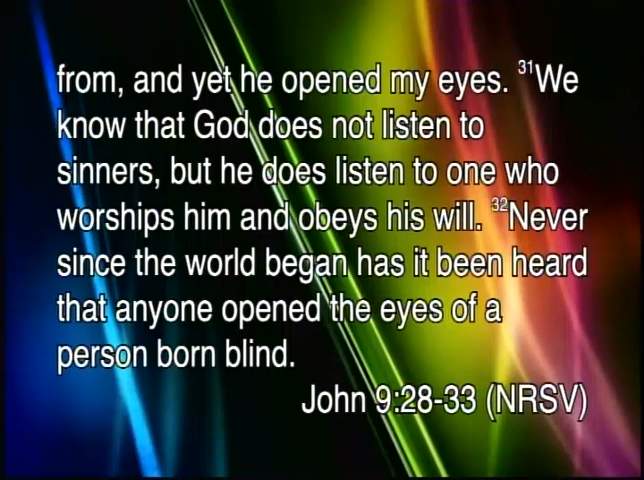 from, and yet he opened my eyes. 31We
know that God does not listen to
sinners, but he does listen to one who
worships him and obeys his will. 32Never
since the world began has it been heard
that anyone opened the eyes of a
person born blind.
John 9:28-33 (NRSV)